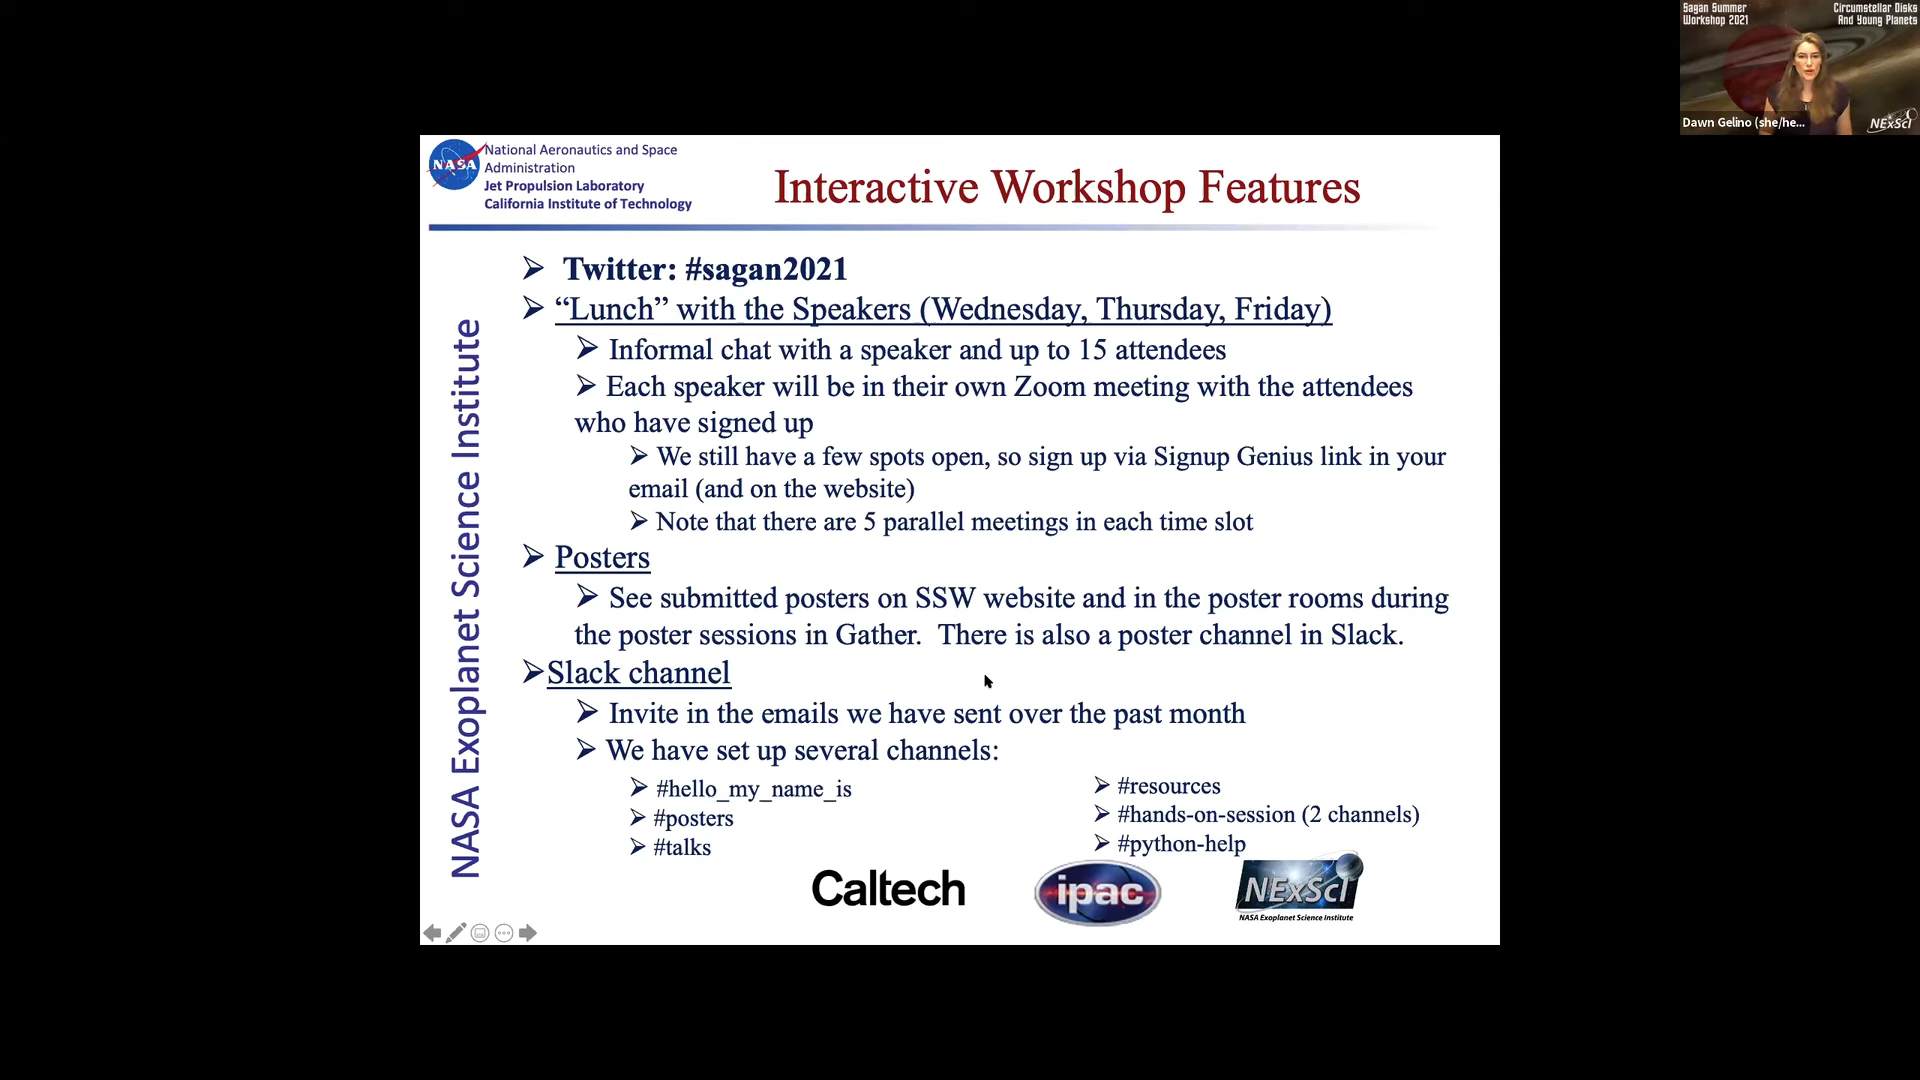 Sagan Summer
Workshop 2021
Circumstellar Disks
And Young Planets
Dawn Gelino (she/he...
NExScI
NASA
National Aeronautics and Space
Administration
Jet Propulsion Laboratory
California Institute of Technology
Interactive Workshop Features
NASA Exoplanet Science Institute
➢ Twitter: #sagan2021
➢ “Lunch” with the Speakers (Wednesday, Thursday, Friday)
➢ Informal chat with a speaker and up to 15 attendees
➢ Each speaker will be in their own Zoom meeting with the attendees
who have signed up
➢ We still have a few spots open, so sign up via Signup Genius link in your
email (and on the website)
➢ Note that there are 5 parallel meetings in each time slot
➢ Posters
➢ See submitted posters on SSW website and in the poster rooms during
the poster sessions in Gather.  There is also a poster channel in Slack.
➢Slack channel
➢ Invite in the emails we have sent over the past month
➢ We have set up several channels:
➢ #hello_my_name_is
➢ #posters
➢ #talks
➢ #resources
➢ #hands-on-session (2 channels)
➢ #python-help
Caltech
ipac
NExScI
NASA Exoplanet Science Institute